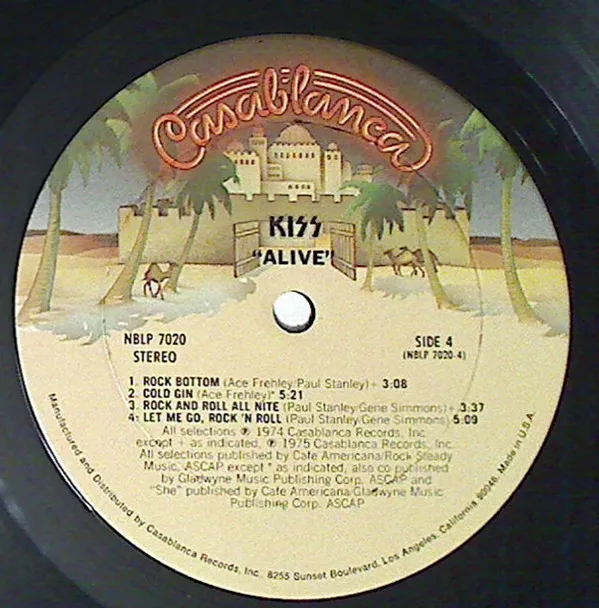 Casablanca
KISS
"ALIVE"
NBLP 7020
STEREO
SIDE 4
(NBLP 7020-4)
1. ROCK BOTTOM (Ace Frehley/Paul Stanley) + 3:08
2. COLD GIN (Ace Frehley)* 5:21
3. ROCK AND ROLL ALL NITE (Paul Stanley/Gene Simmons) + 3:37
4. LET ME GO, ROCK 'N ROLL (Paul Stanley/Gene Simmons) 5:09
All selections ℗ 1974 Casablanca Records, Inc.
except + as indicated, ℗ 1975 Casablanca Records, Inc.
All selections published by Cafe Americana/Rock Steady
Music, ASCAP except * as indicated, also co published
by Gladwyne Music Publishing Corp. ASCAP and
"She" published by Cafe Americana/Gladwyne Music
Publishing Corp. ASCAP
Manufactured and Distributed by Casablanca Records, Inc. 8255 Sunset Boulevard, Los Angeles, California 90046. Made in U.S.A.